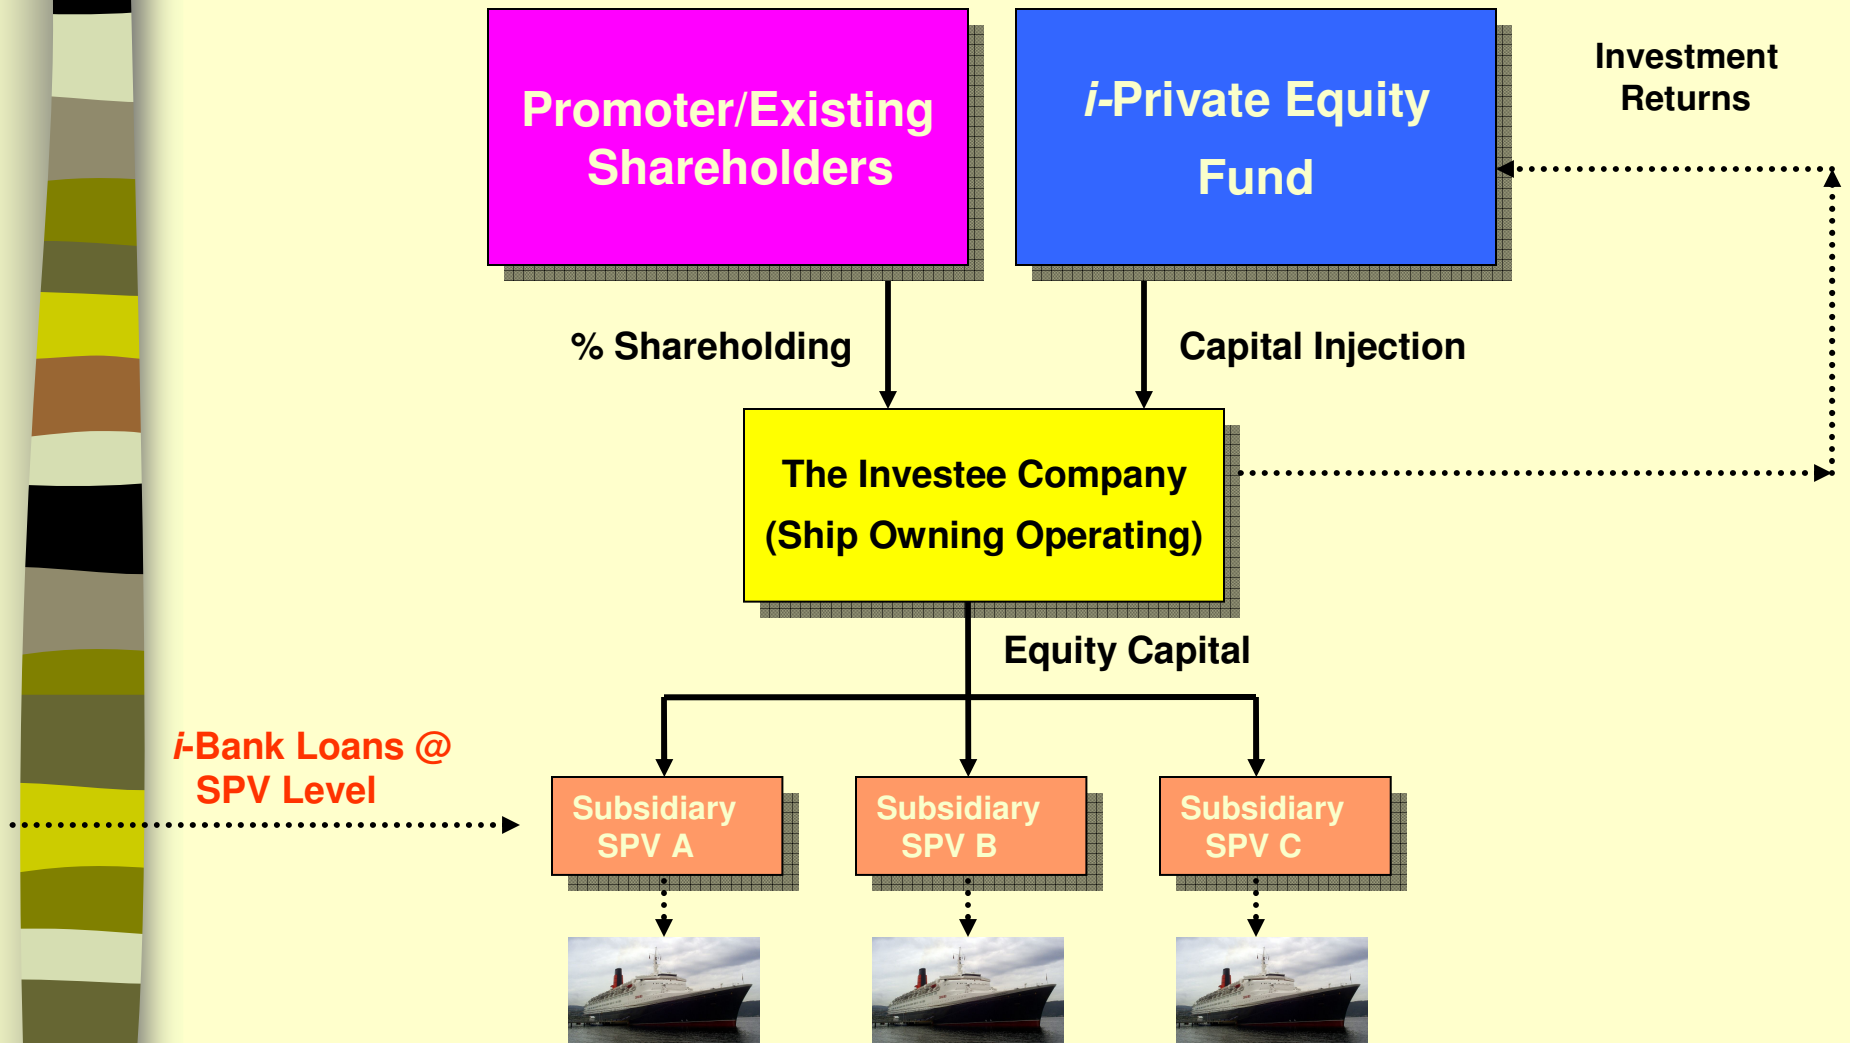 Promoter/Existing
Shareholders
i-Private Equity
Fund
Investment
Returns
% Shareholding
Capital Injection
The Investee Company
(Ship Owning Operating)
Equity Capital
i-Bank Loans @
SPV Level
Subsidiary
SPV A
Subsidiary
SPV B
Subsidiary
SPV C